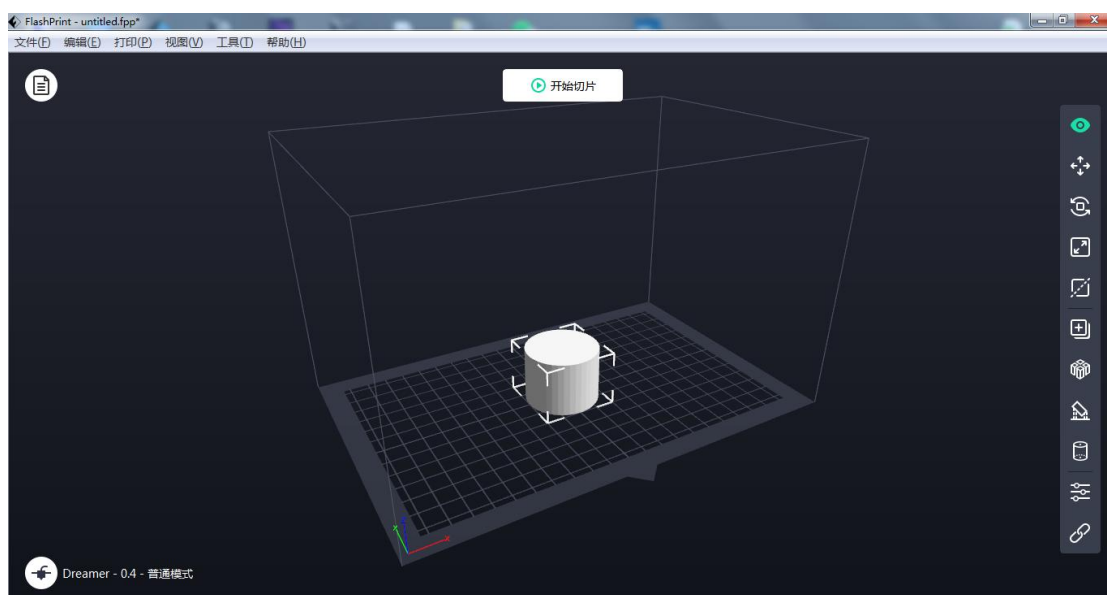 FlashPrint - untitled.fpp*
文件(F) 编辑(E) 打印(P) 视图(V) 工具(T) 帮助(H)
开始切片
x
x
Dreamer - 0.4 - 普通模式